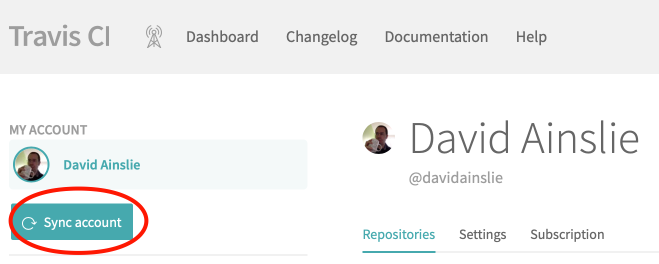 Travis CI Dashboard Changelog Documentation Help
MY ACCOUNT
David Ainslie
Sync account
David Ainslie
@davidainslie
Repositories Settings Subscription